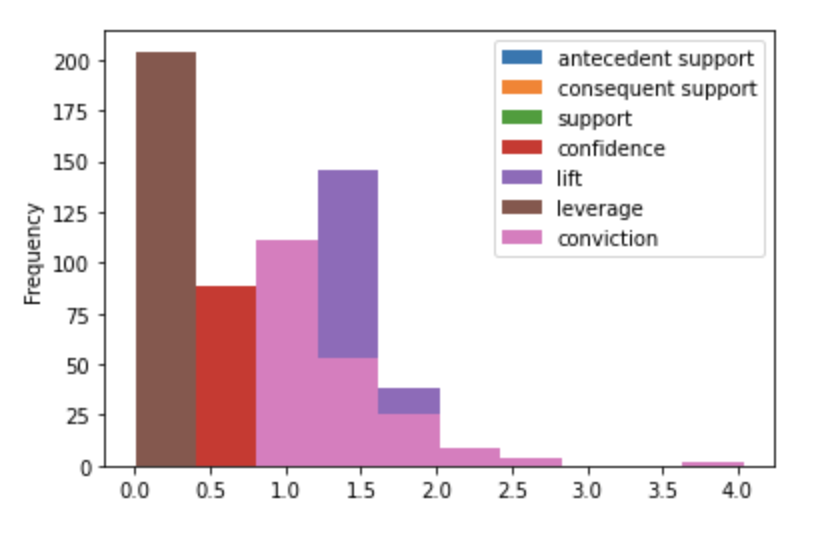 200
175
150
125
100
75
50
25
0
Frequency
antecedent support
consequent support
support
confidence
lift
leverage
conviction
0.0 0.5 1.0 1.5 2.0 2.5 3.0 3.5 4.0